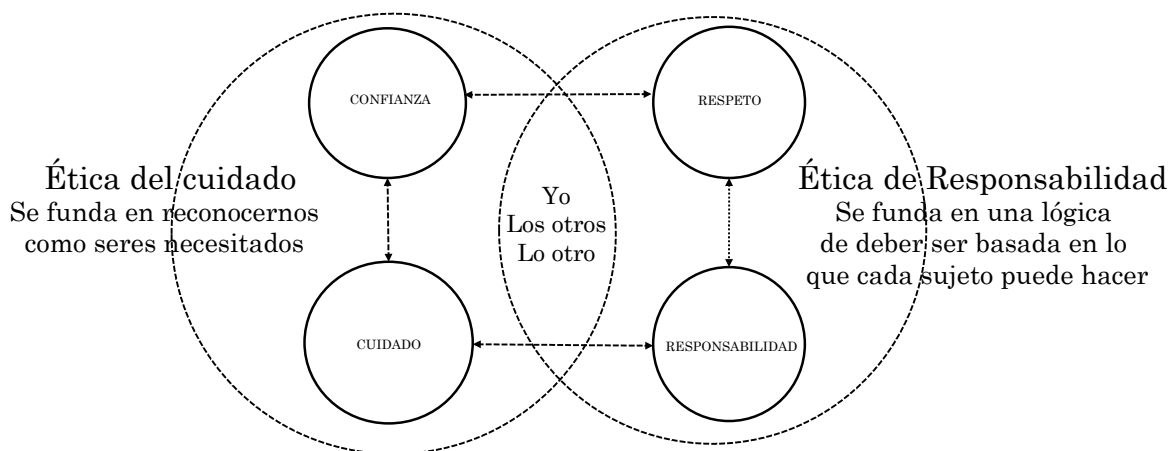 CONFIANZA
RESPETO
Ética del cuidado
Se funda en reconocernos
como seres necesitados
Yo
Los otros
Lo otro
Ética de Responsabilidad
Se funda en una lógica
de deber ser basada en lo
que cada sujeto puede hacer
CUIDADO
RESPONSABILIDAD